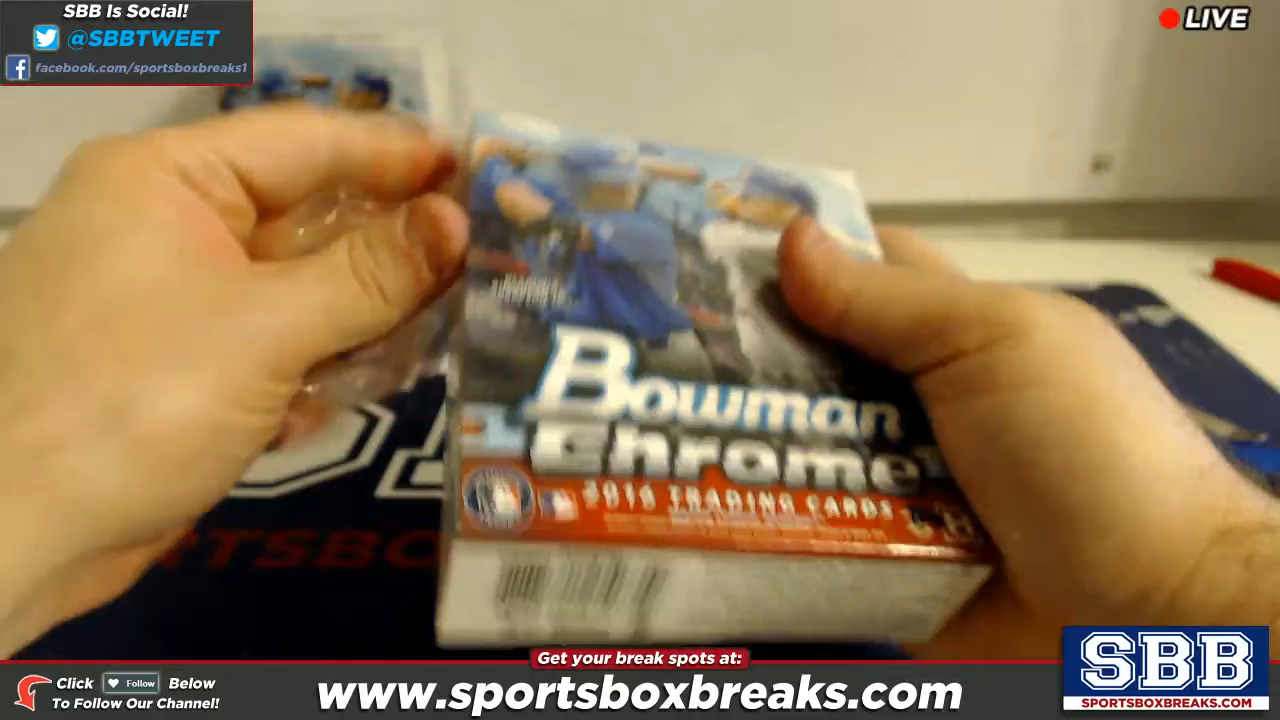 SBB Is Social!
@SBBTWEET
facebook.com/sportsboxbreaks1
LIVE
Bowman
Chrome
2016 TRADING CARDS
Get your break spots at:
Click Follow Below
To Follow Our Channel!
www.sportsboxbreaks.com
SBB
SPORTSBOXBREAKS.COM